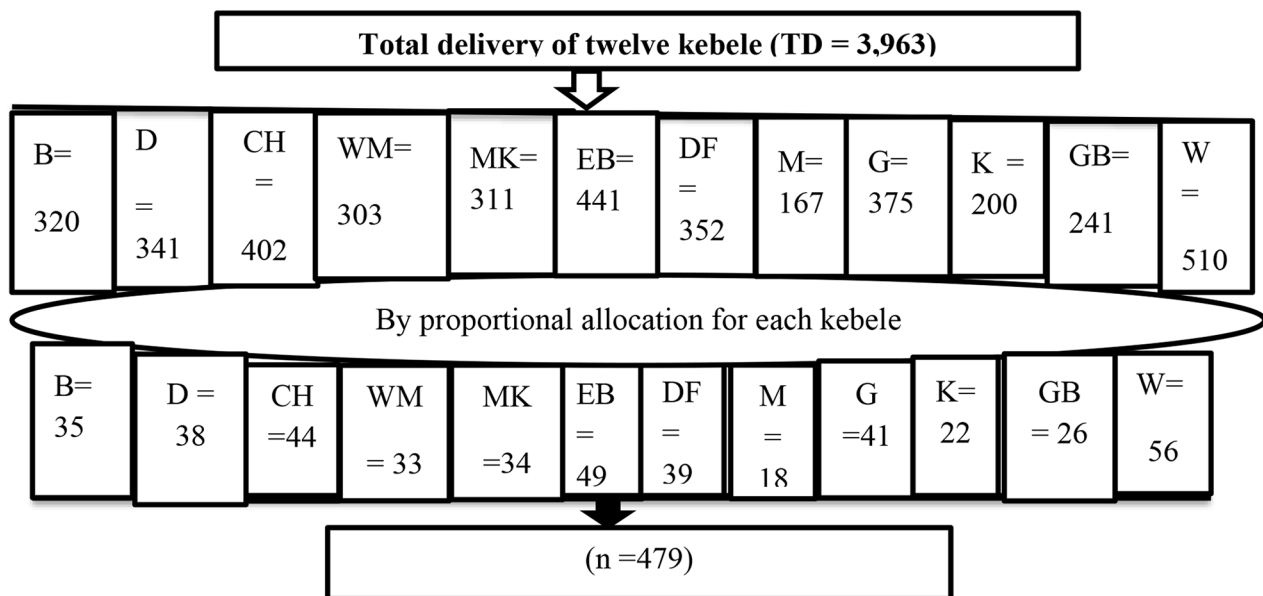 Total delivery of twelve kebele (TD = 3,963)
B=
320
D
=
341
CH
=
402
WM=
303
MK=
311
EB=
441
DF
=
352
M=
167
G=
375
K =
200
GB=
241
W
=
510
By proportional allocation for each kebele
B=
35
D =
38
CH
=44
WM
= 33
MK
=34
EB
=
49
DF
=
39
M
=
18
G
=41
K=
22
GB
= 26
W=
56
(n =479)